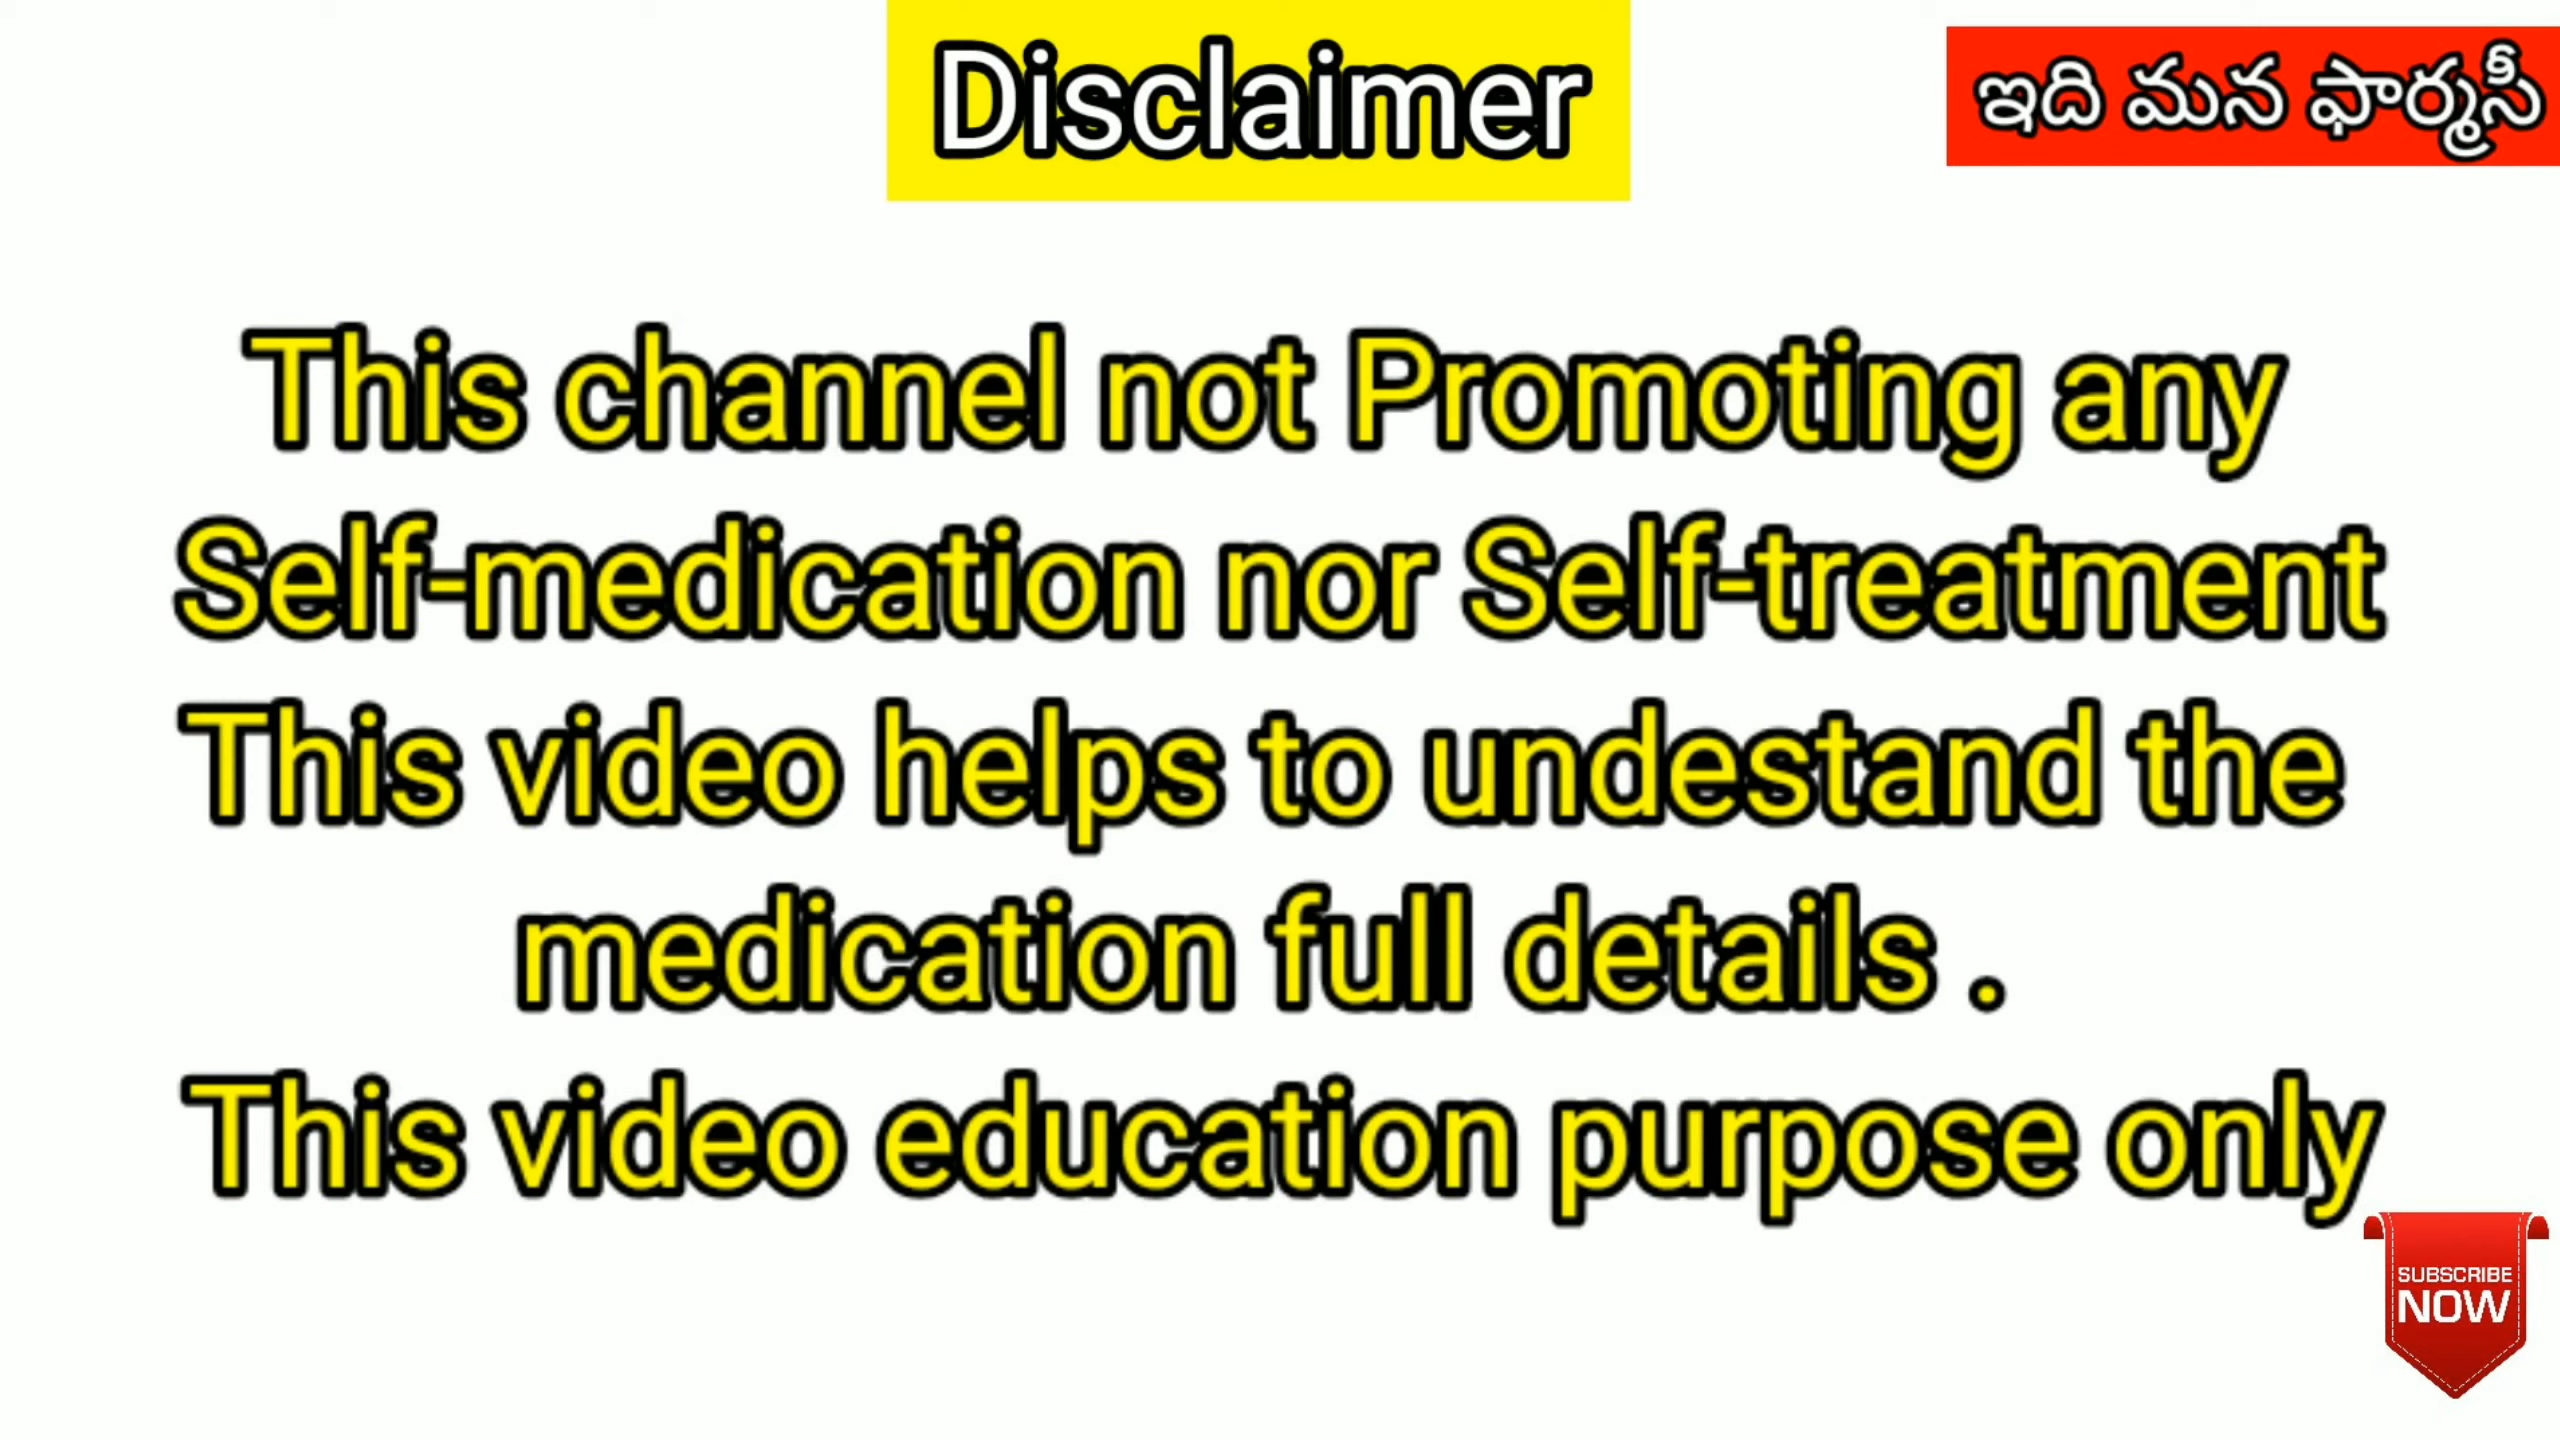 Disclaimer
ఇది మన ఫార్మసీ
This channel not Promoting any
Self-medication nor Self-treatment
This video helps to undestand the
medication full details .
This video education purpose only
SUBSCRIBE
NOW